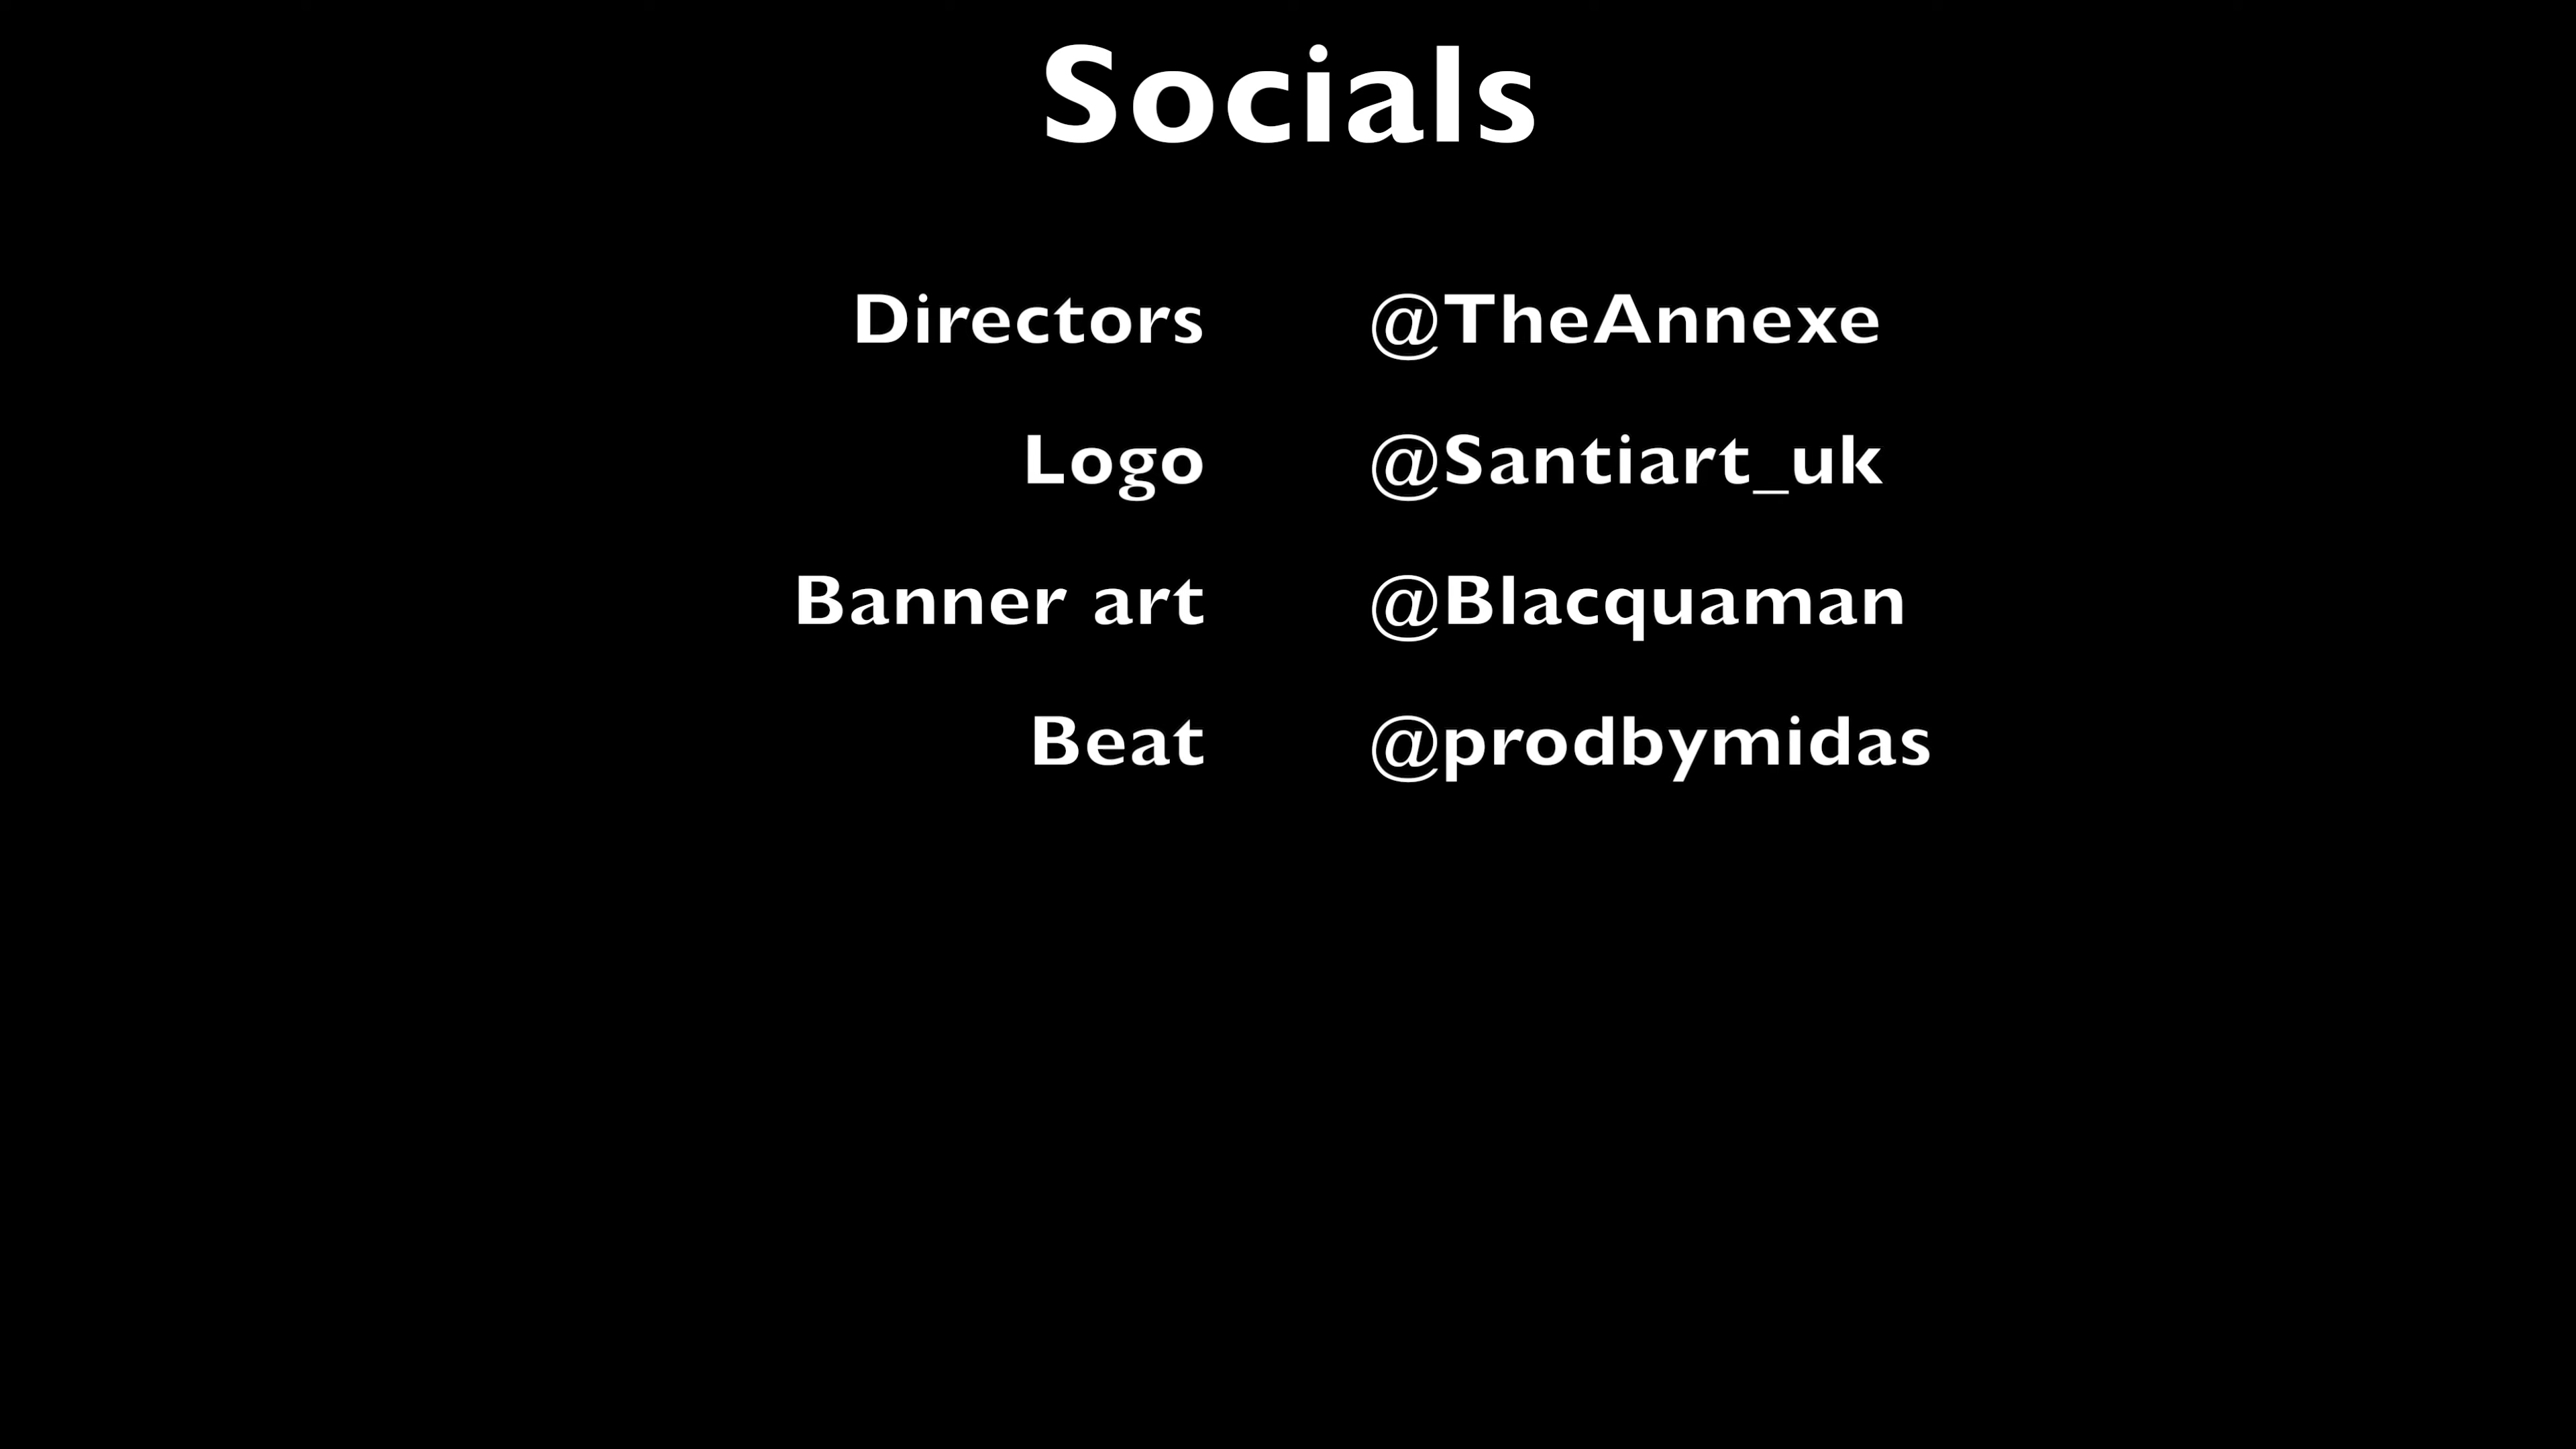 Socials
Directors @TheAnnexe
Logo @Santiart_uk
Banner art @Blacquaman
Beat @prodbymidas